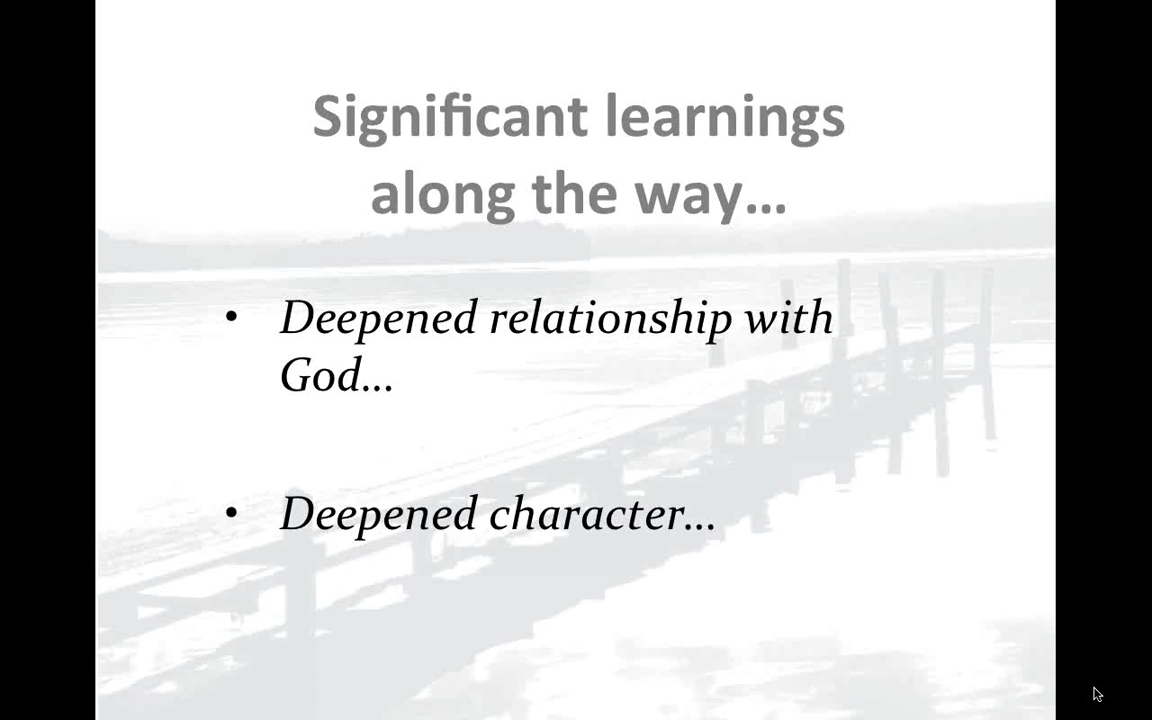 Significant learnings
along the way...
• Deepened relationship with
God...
• Deepened character...